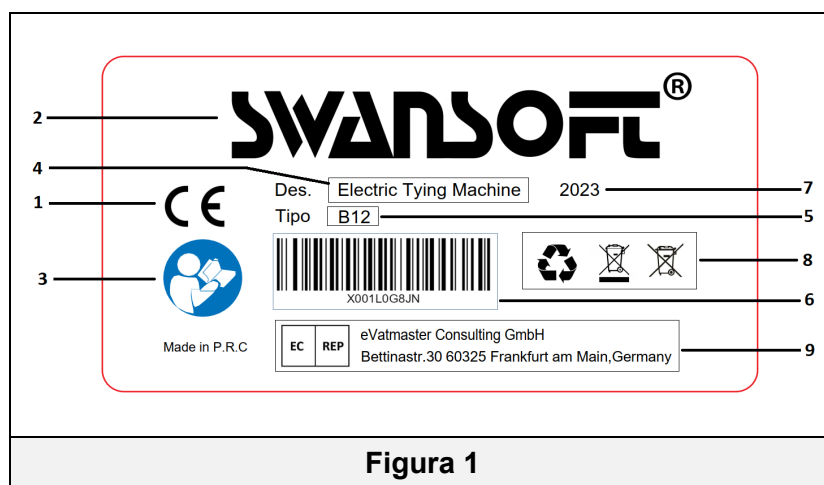 SWANSOFT®
2
4
Des. Electric Tying Machine 2023
7
1
CE
Tipo B12
5
3
X001L0G8JN
8
6
Made in P.R.C
EC REP
eVatmaster Consulting GmbH
Bettinastr.30 60325 Frankfurt am Main,Germany
9
Figura 1